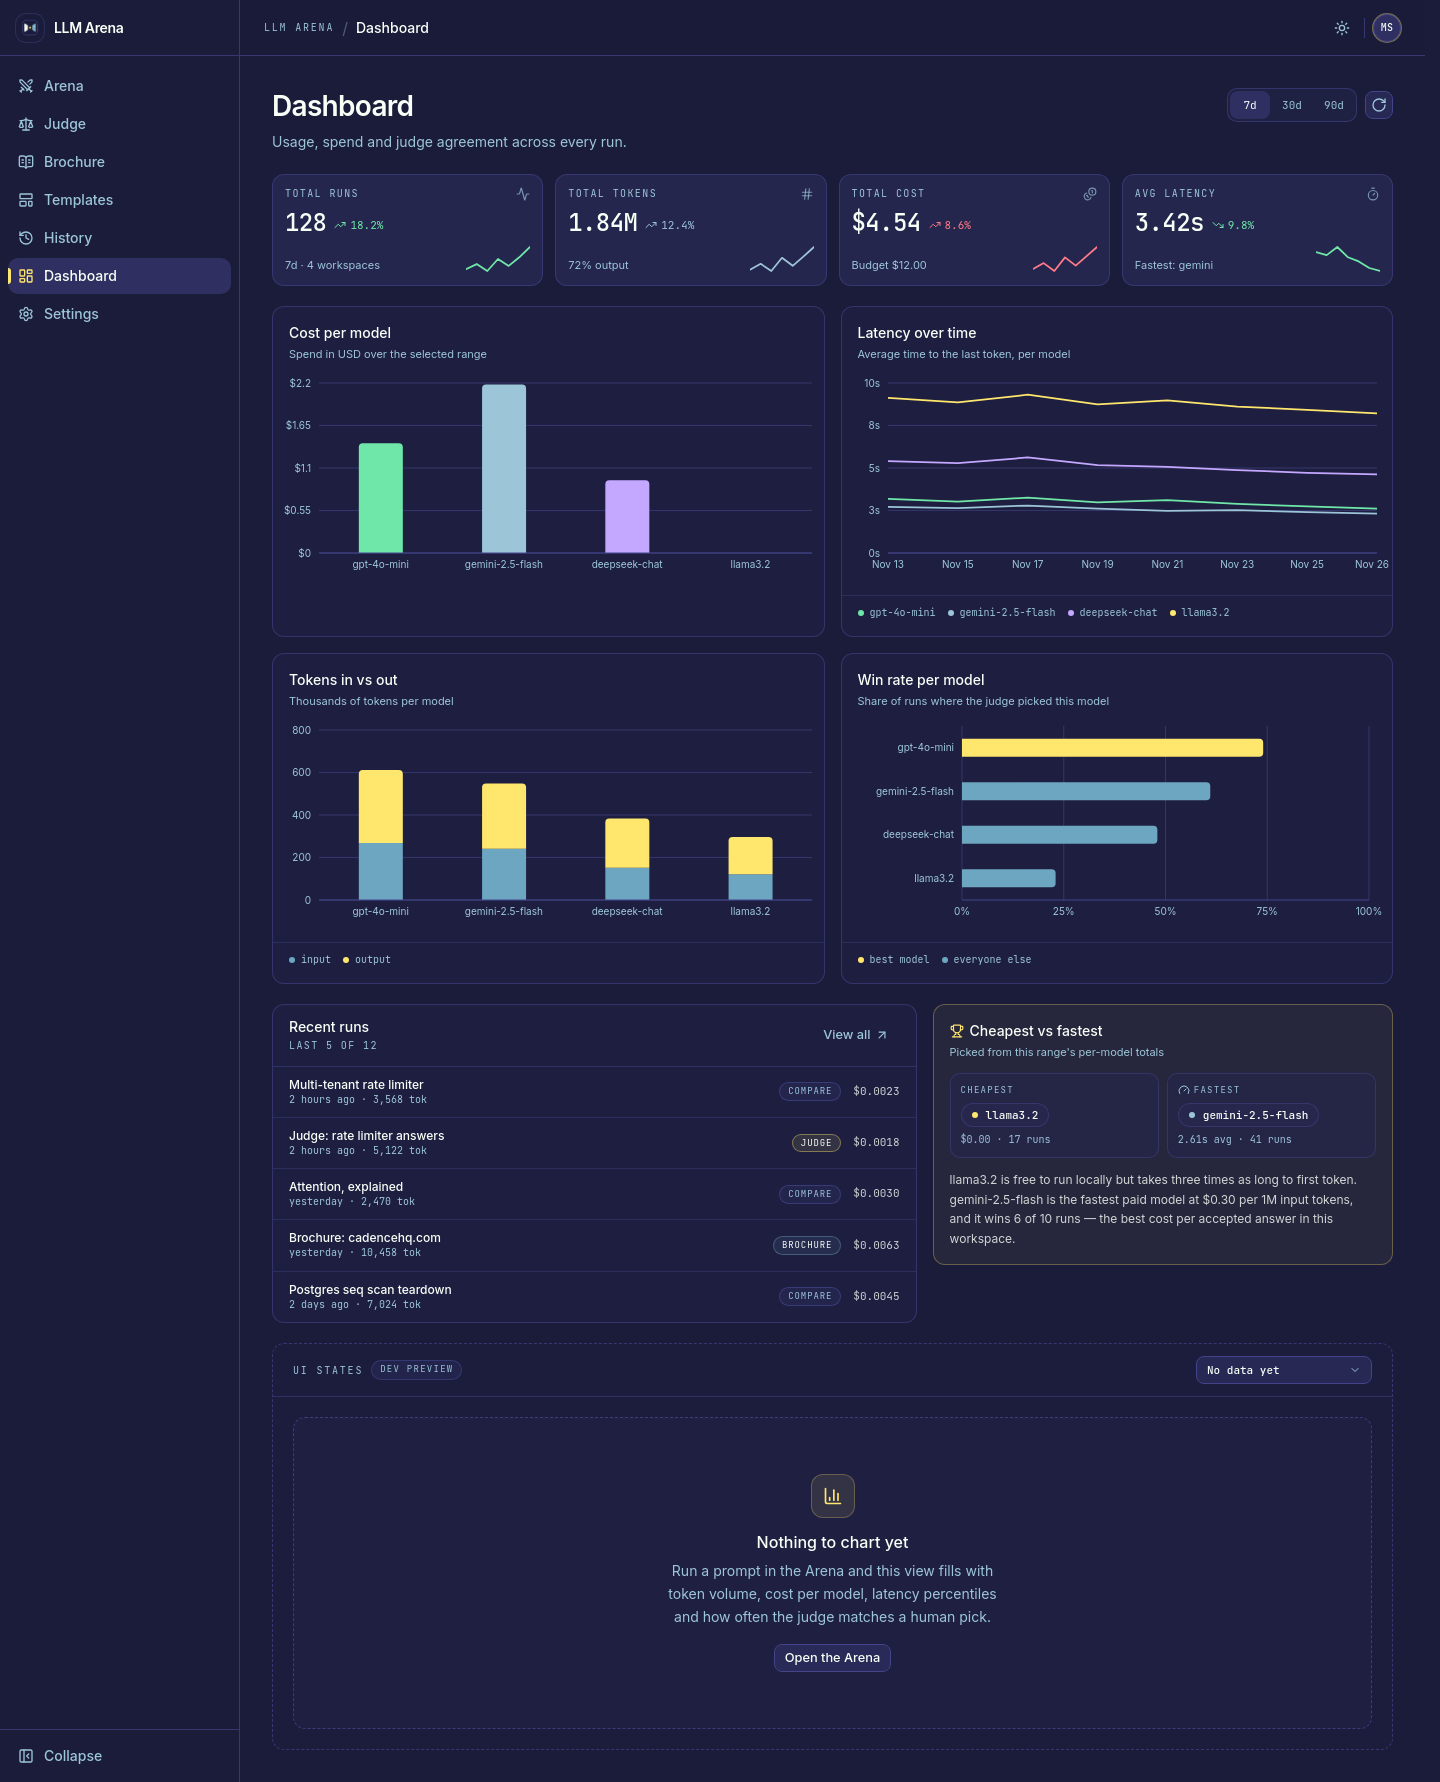 LLM Arena
LLM ARENA / Dashboard
MS
Arena
Judge
Brochure
Templates
History
Dashboard
Settings
Collapse
Dashboard
Usage, spend and judge agreement across every run.
7d 30d 90d
TOTAL RUNS
128 18.2%
7d · 4 workspaces
TOTAL TOKENS
1.84M 12.4%
72% output
TOTAL COST
$4.54 8.6%
Budget $12.00
AVG LATENCY
3.42s 9.8%
Fastest: gemini
Cost per model
Spend in USD over the selected range
$2.2
$1.65
$1.1
$0.55
$0
gpt-4o-mini gemini-2.5-flash deepseek-chat llama3.2
Latency over time
Average time to the last token, per model
10s
8s
5s
3s
0s
Nov 13 Nov 15 Nov 17 Nov 19 Nov 21 Nov 23 Nov 25 Nov 26
gpt-4o-mini gemini-2.5-flash deepseek-chat llama3.2
Tokens in vs out
Thousands of tokens per model
800
600
400
200
0
gpt-4o-mini gemini-2.5-flash deepseek-chat llama3.2
input output
Win rate per model
Share of runs where the judge picked this model
gpt-4o-mini
gemini-2.5-flash
deepseek-chat
llama3.2
0% 25% 50% 75% 100%
best model everyone else
Recent runs
LAST 5 OF 12
View all
Multi-tenant rate limiter
2 hours ago · 3,568 tok
COMPARE $0.0023
Judge: rate limiter answers
2 hours ago · 5,122 tok
JUDGE $0.0018
Attention, explained
yesterday · 2,470 tok
COMPARE $0.0030
Brochure: cadencehq.com
yesterday · 10,458 tok
BROCHURE $0.0063
Postgres seq scan teardown
2 days ago · 7,024 tok
COMPARE $0.0045
Cheapest vs fastest
Picked from this range's per-model totals
CHEAPEST
llama3.2
$0.00 · 17 runs
FASTEST
gemini-2.5-flash
2.61s avg · 41 runs
llama3.2 is free to run locally but takes three times as long to first token.
gemini-2.5-flash is the fastest paid model at $0.30 per 1M input tokens,
and it wins 6 of 10 runs — the best cost per accepted answer in this
workspace.
UI STATES DEV PREVIEW
No data yet
Nothing to chart yet
Run a prompt in the Arena and this view fills with
token volume, cost per model, latency percentiles
and how often the judge matches a human pick.
Open the Arena